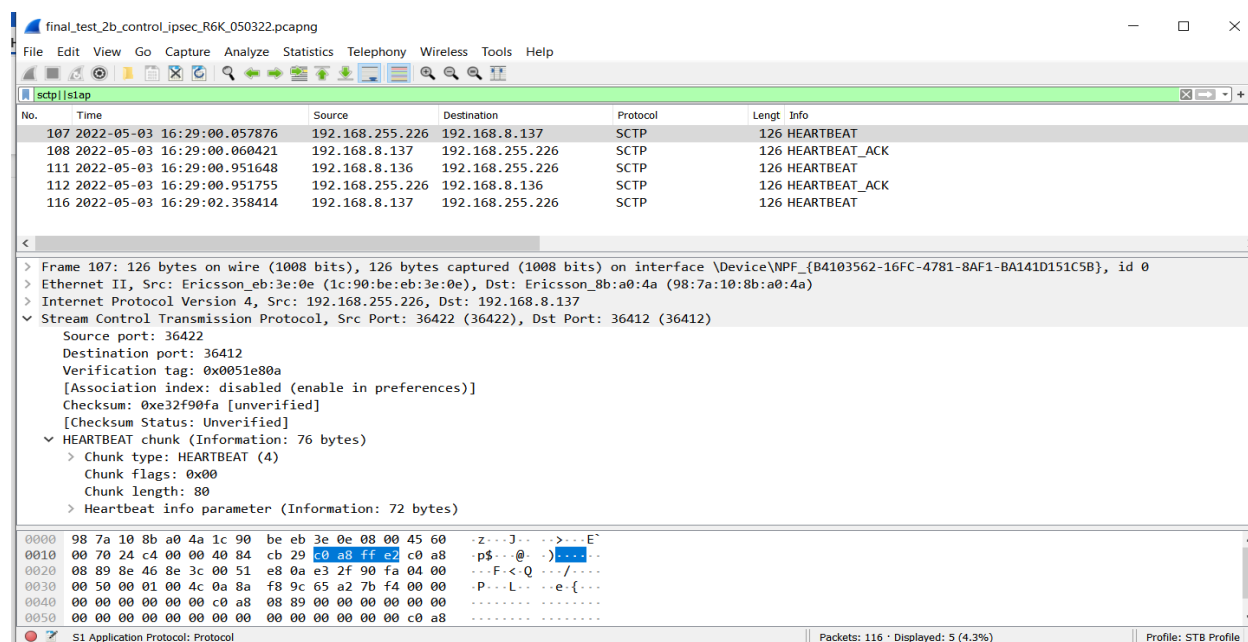 final_test_2b_control_ipsec_R6K_050322.pcapng
File Edit View Go Capture Analyze Statistics Telephony Wireless Tools Help
sctp||s1ap
No. Time Source Destination Protocol Lengt Info
107 2022-05-03 16:29:00.057876 192.168.255.226 192.168.8.137 SCTP 126 HEARTBEAT
108 2022-05-03 16:29:00.060421 192.168.8.137 192.168.255.226 SCTP 126 HEARTBEAT_ACK
111 2022-05-03 16:29:00.951648 192.168.8.136 192.168.255.226 SCTP 126 HEARTBEAT
112 2022-05-03 16:29:00.951755 192.168.255.226 192.168.8.136 SCTP 126 HEARTBEAT_ACK
116 2022-05-03 16:29:02.358414 192.168.8.137 192.168.255.226 SCTP 126 HEARTBEAT
Frame 107: 126 bytes on wire (1008 bits), 126 bytes captured (1008 bits) on interface \Device\NPF_{B4103562-16FC-4781-8AF1-BA141D151C5B}, id 0
Ethernet II, Src: Ericsson_eb:3e:0e (1c:90:be:eb:3e:0e), Dst: Ericsson_8b:a0:4a (98:7a:10:8b:a0:4a)
Internet Protocol Version 4, Src: 192.168.255.226, Dst: 192.168.8.137
Stream Control Transmission Protocol, Src Port: 36422 (36422), Dst Port: 36412 (36412)
Source port: 36422
Destination port: 36412
Verification tag: 0x0051e80a
[Association index: disabled (enable in preferences)]
Checksum: 0xe32f90fa [unverified]
[Checksum Status: Unverified]
HEARTBEAT chunk (Information: 76 bytes)
Chunk type: HEARTBEAT (4)
Chunk flags: 0x00
Chunk length: 80
Heartbeat info parameter (Information: 72 bytes)
0000 98 7a 10 8b a0 4a 1c 90 be eb 3e 0e 08 00 45 60 ·z···J·· ··>···E`
0010 00 70 24 c4 00 00 40 84 cb 29 c0 a8 ff e2 c0 a8 ·p$···@· ·)······
0020 08 89 8e 46 8e 3c 00 51 e8 0a e3 2f 90 fa 04 00 ···F·<·Q ···/····
0030 00 50 00 01 00 4c 0a 8a f8 9c 65 a2 7b f4 00 00 ·P···L·· ··e·{···
0040 00 00 00 00 00 00 c0 a8 08 89 00 00 00 00 00 00 ········ ········
0050 00 00 00 00 00 00 00 00 00 00 00 00 00 00 c0 a8 ········ ········
S1 Application Protocol: Protocol Packets: 116 · Displayed: 5 (4.3%) Profile: STB Profile